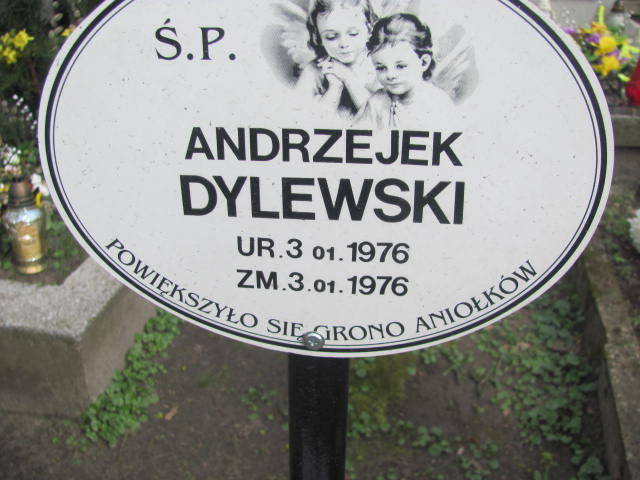 Ś.P.
ANDRZEJEK
DYLEWSKI
UR.3 01.1976
ZM.3.01.1976
POWIĘKSZYŁO SIĘ GRONO ANIOŁKÓW